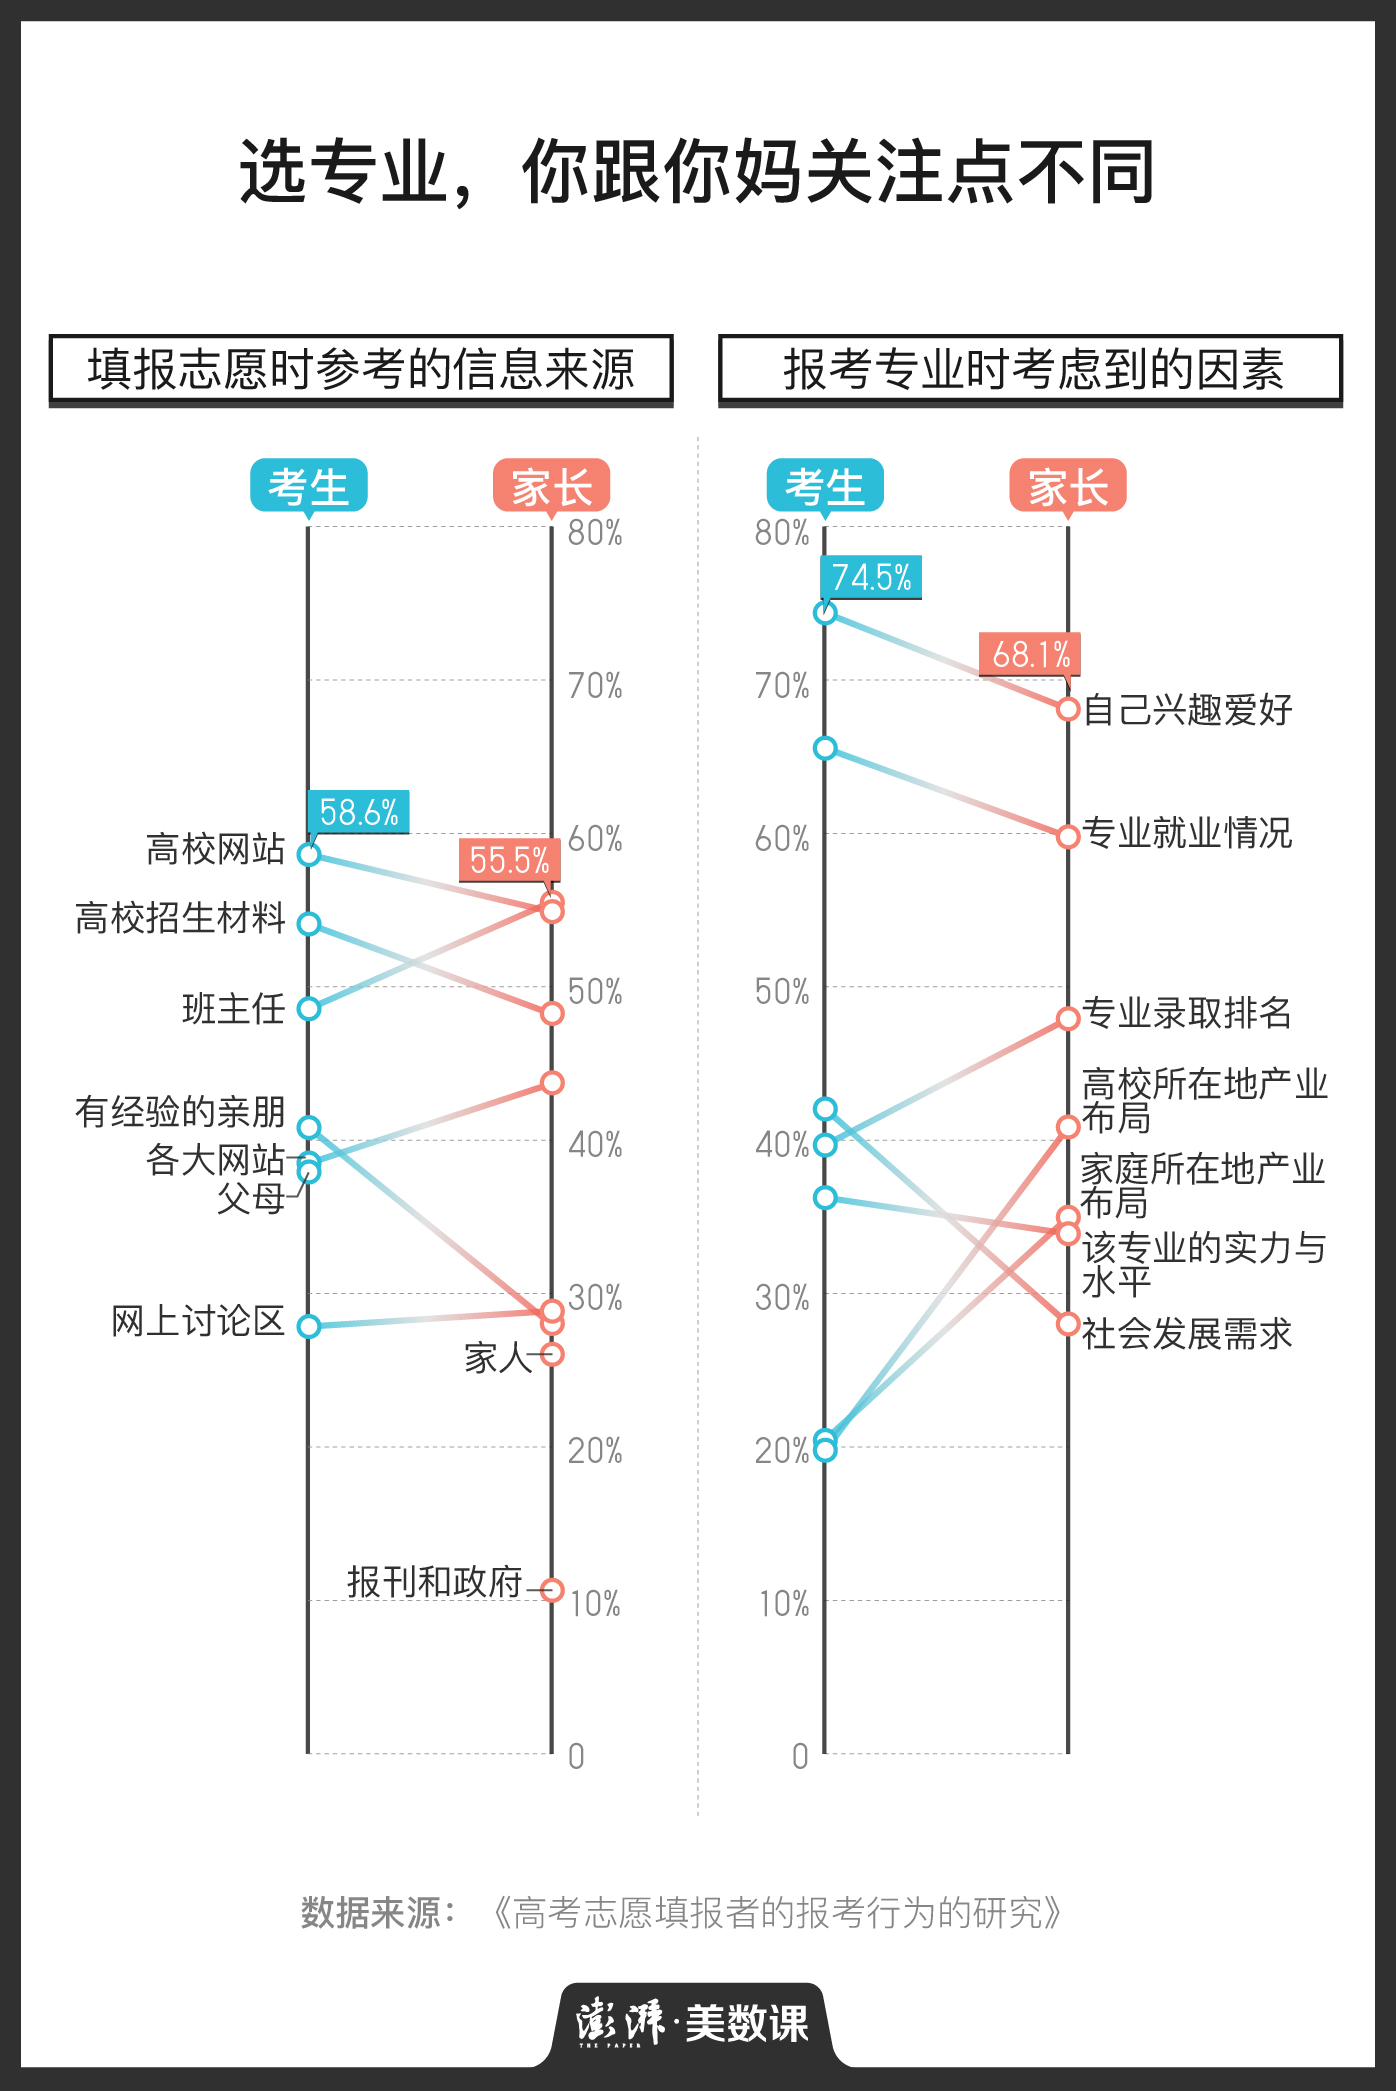 选专业，你跟你妈关注点不同
填报志愿时参考的信息来源
报考专业时考虑到的因素
考生
家长
考生
家长
80%
70%
60%
50%
40%
30%
20%
10%
0
58.6%
55.5%
高校网站
高校招生材料
班主任
有经验的亲朋
各大网站
父母
网上讨论区
家人
报刊和政府
80%
70%
60%
50%
40%
30%
20%
10%
0
74.5%
68.1%
自己兴趣爱好
专业就业情况
专业录取排名
高校所在地产业
布局
家庭所在地产业
布局
该专业的实力与
水平
社会发展需求
数据来源：《高考志愿填报者的报考行为的研究》
澎湃·美数课
THE PAPER